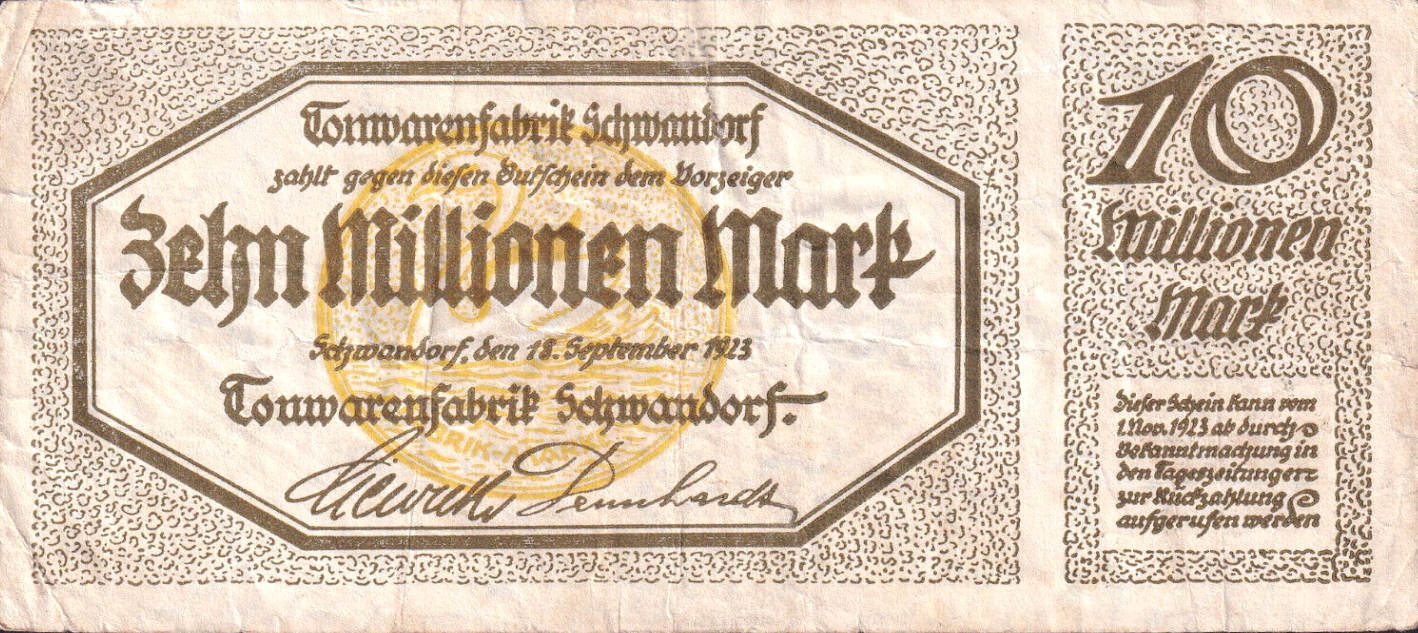 Tonwarenfabrik Schwandorf
zahlt gegen diesen Gutschein dem Vorzeiger
Zehn Millionen Mark
Schwandorf, den 18. September 1923
Tonwarenfabrik Schwandorf.
FABRIK-MARKE
10
Millionen
Mark
Dieser Schein kann vom
1. Nov. 1923 ab durch
Bekanntmachung in
den Tageszeitungen
zur Rückzahlung
aufgerufen werden